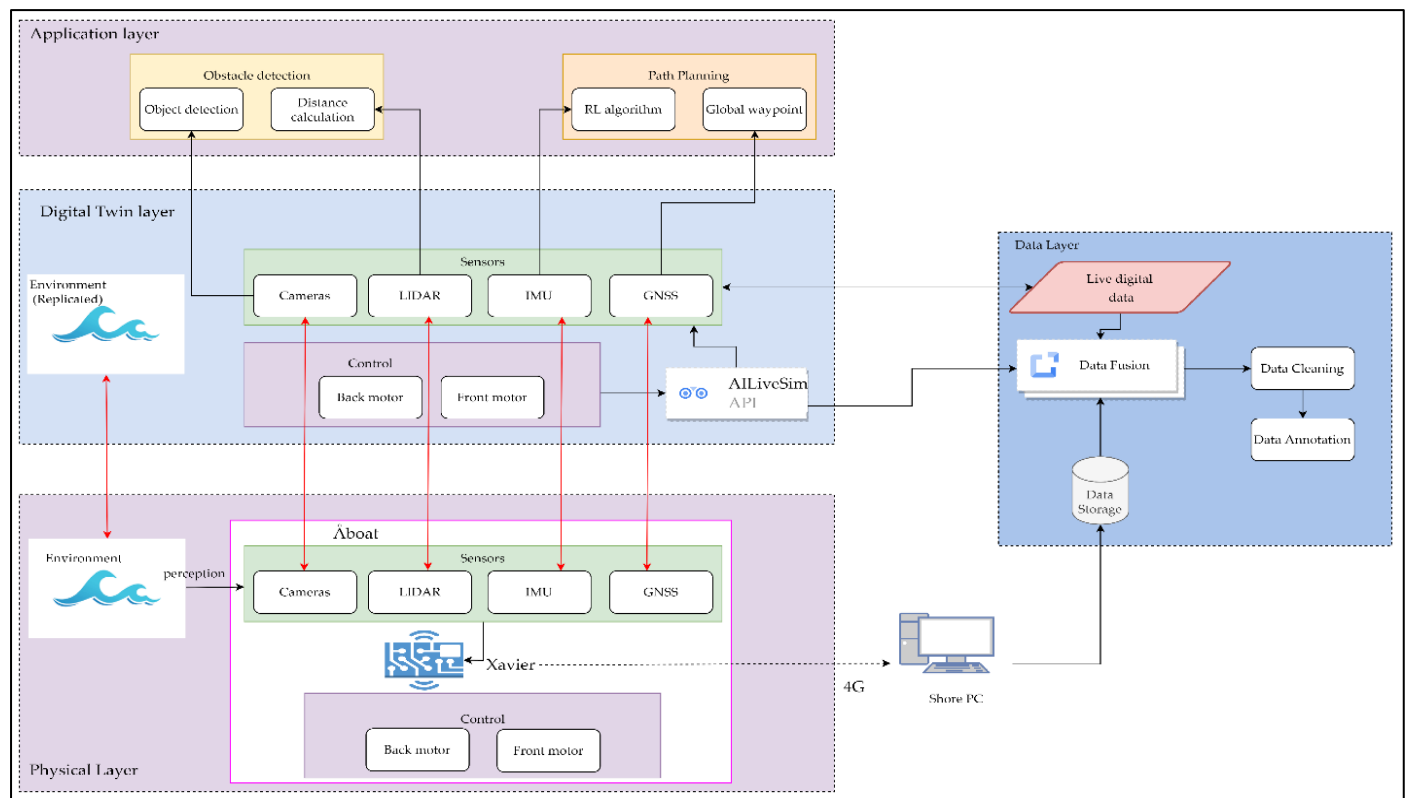 Application layer
Obstacle detection
Object detection
Distance
calculation
Path Planning
RL algorithm
Global waypoint
Digital Twin layer
Environment
(Replicated)
Sensors
Cameras
LIDAR
IMU
GNSS
Control
Back motor
Front motor
AILiveSim
API
Data Layer
Live digital
data
Data Fusion
Data Cleaning
Data Annotation
Data
Storage
Physical Layer
Environment
perception
Åboat
Sensors
Cameras
LIDAR
IMU
GNSS
Xavier
Control
Back motor
Front motor
4G
Shore PC